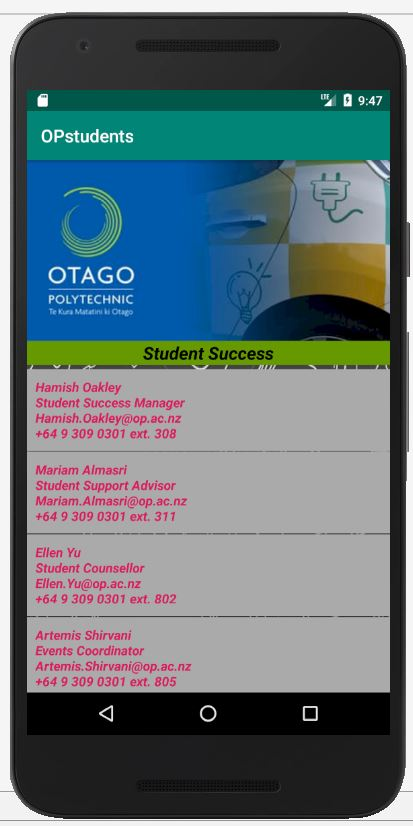 LTE 9:47
OPstudents
OTAGO
POLYTECHNIC
Te Kura Matatini ki Otago
Student Success
Hamish Oakley
Student Success Manager
Hamish.Oakley@op.ac.nz
+64 9 309 0301 ext. 308
Mariam Almasri
Student Support Advisor
Mariam.Almasri@op.ac.nz
+64 9 309 0301 ext. 311
Ellen Yu
Student Counsellor
Ellen.Yu@op.ac.nz
+64 9 309 0301 ext. 802
Artemis Shirvani
Events Coordinator
Artemis.Shirvani@op.ac.nz
+64 9 309 0301 ext. 805